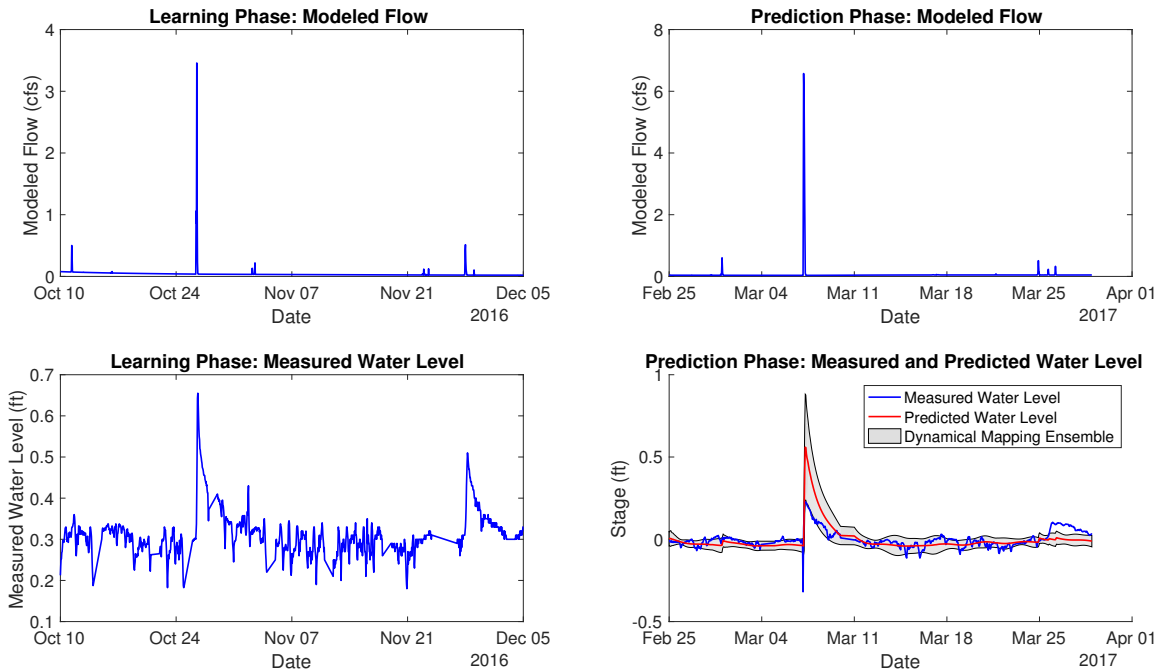 Learning Phase: Modeled Flow
Modeled Flow (cfs)
4
3
2
1
0
Oct 10
Oct 24
Nov 07
Nov 21
Dec 05
Date
2016
Prediction Phase: Modeled Flow
Modeled Flow (cfs)
8
6
4
2
0
Feb 25
Mar 04
Mar 11
Mar 18
Mar 25
Apr 01
Date
2017
Learning Phase: Measured Water Level
Measured Water Level (ft)
0.7
0.6
0.5
0.4
0.3
0.2
0.1
Oct 10
Oct 24
Nov 07
Nov 21
Dec 05
Date
2016
Prediction Phase: Measured and Predicted Water Level
Stage (ft)
1
0.5
0
-0.5
Measured Water Level
Predicted Water Level
Dynamical Mapping Ensemble
Feb 25
Mar 04
Mar 11
Mar 18
Mar 25
Apr 01
Date
2017